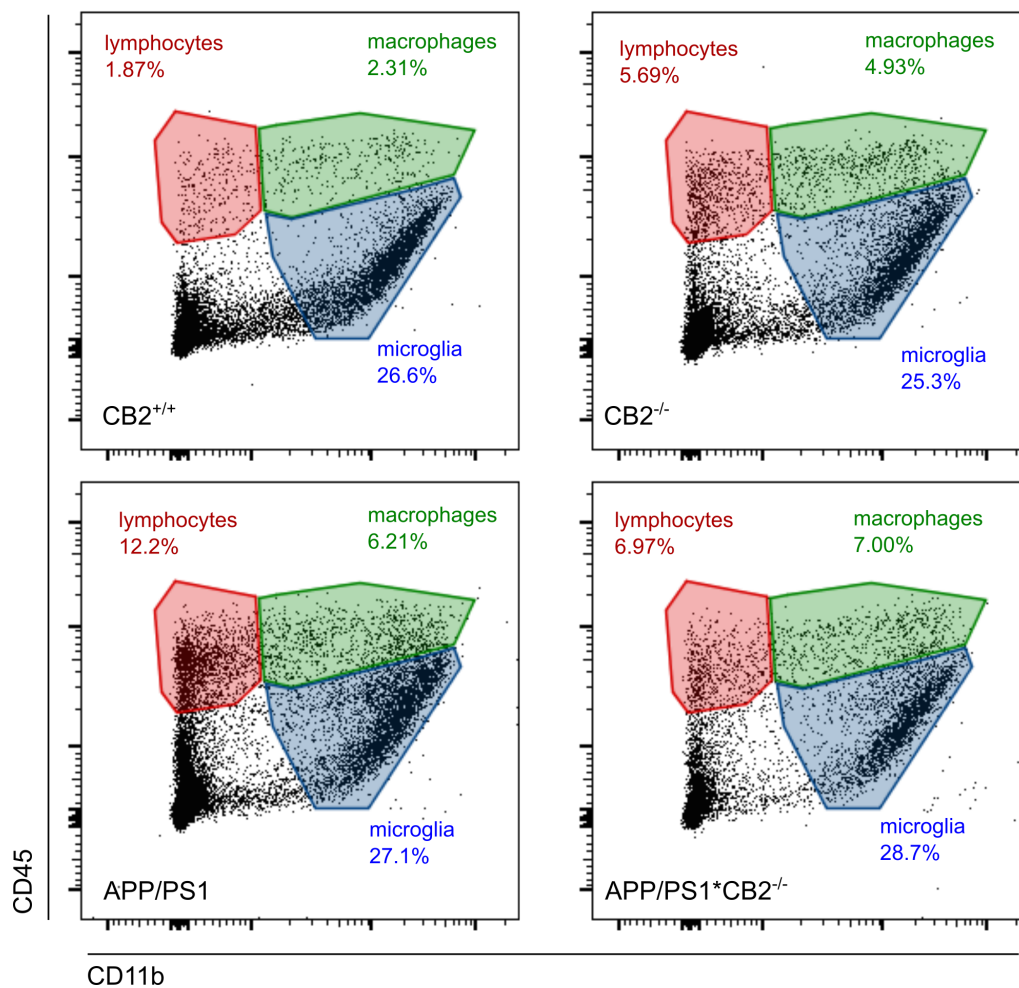 lymphocytes
1.87%
macrophages
2.31%
microglia
26.6%
CB2+/+
lymphocytes
5.69%
macrophages
4.93%
microglia
25.3%
CB2-/-
lymphocytes
12.2%
macrophages
6.21%
microglia
27.1%
APP/PS1
lymphocytes
6.97%
macrophages
7.00%
microglia
28.7%
APP/PS1*CB2-/-
CD45
CD11b